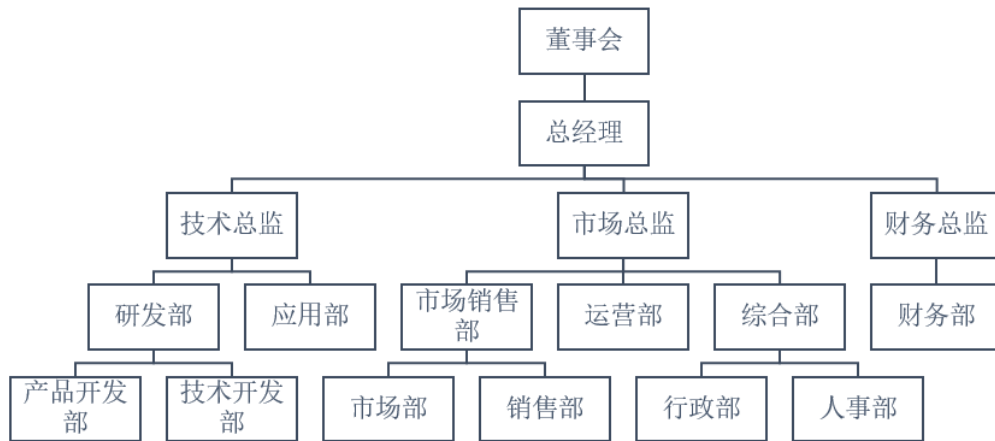 董事会
总经理
技术总监
市场总监
财务总监
研发部
应用部
市场销售
部
运营部
综合部
财务部
产品开发
部
技术开发
部
市场部
销售部
行政部
人事部